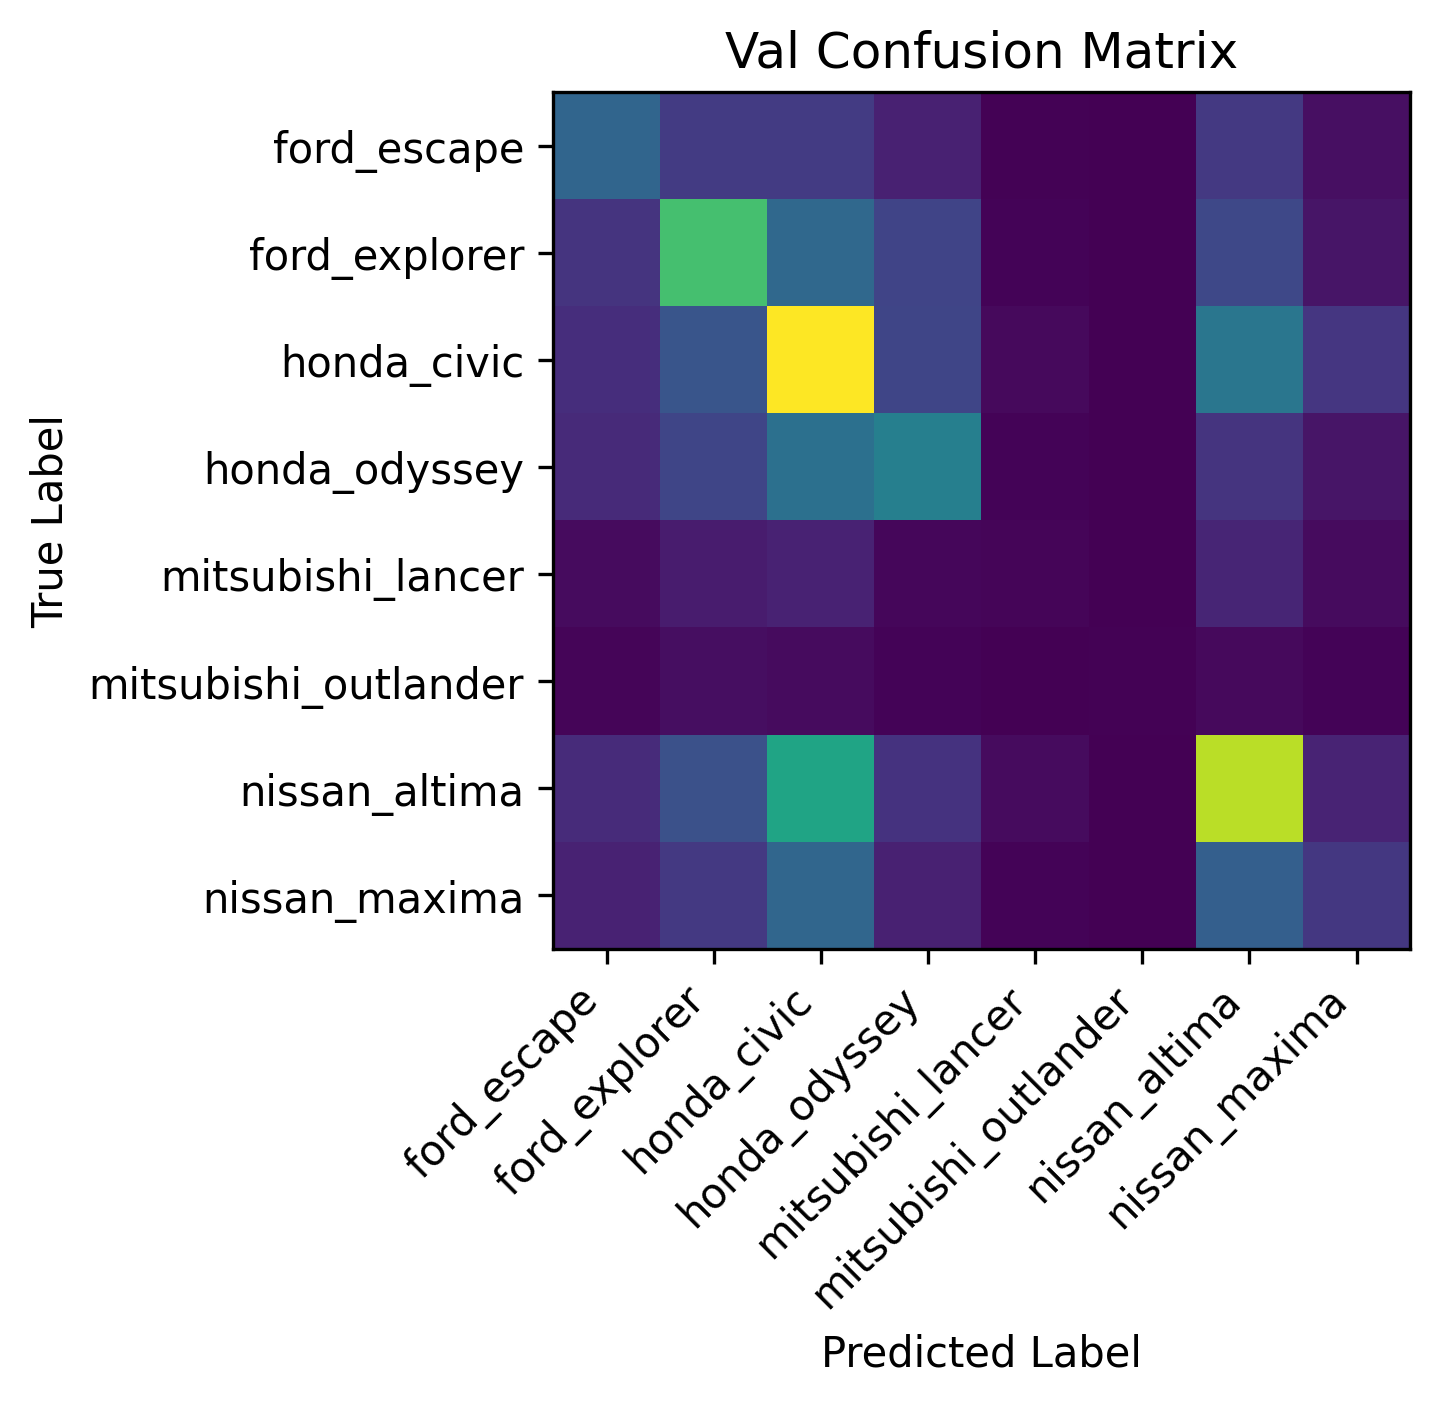 Val Confusion Matrix
True Label
ford_escape
ford_explorer
honda_civic
honda_odyssey
mitsubishi_lancer
mitsubishi_outlander
nissan_altima
nissan_maxima
ford_escape
ford_explorer
honda_civic
honda_odyssey
mitsubishi_lancer
mitsubishi_outlander
nissan_altima
nissan_maxima
Predicted Label